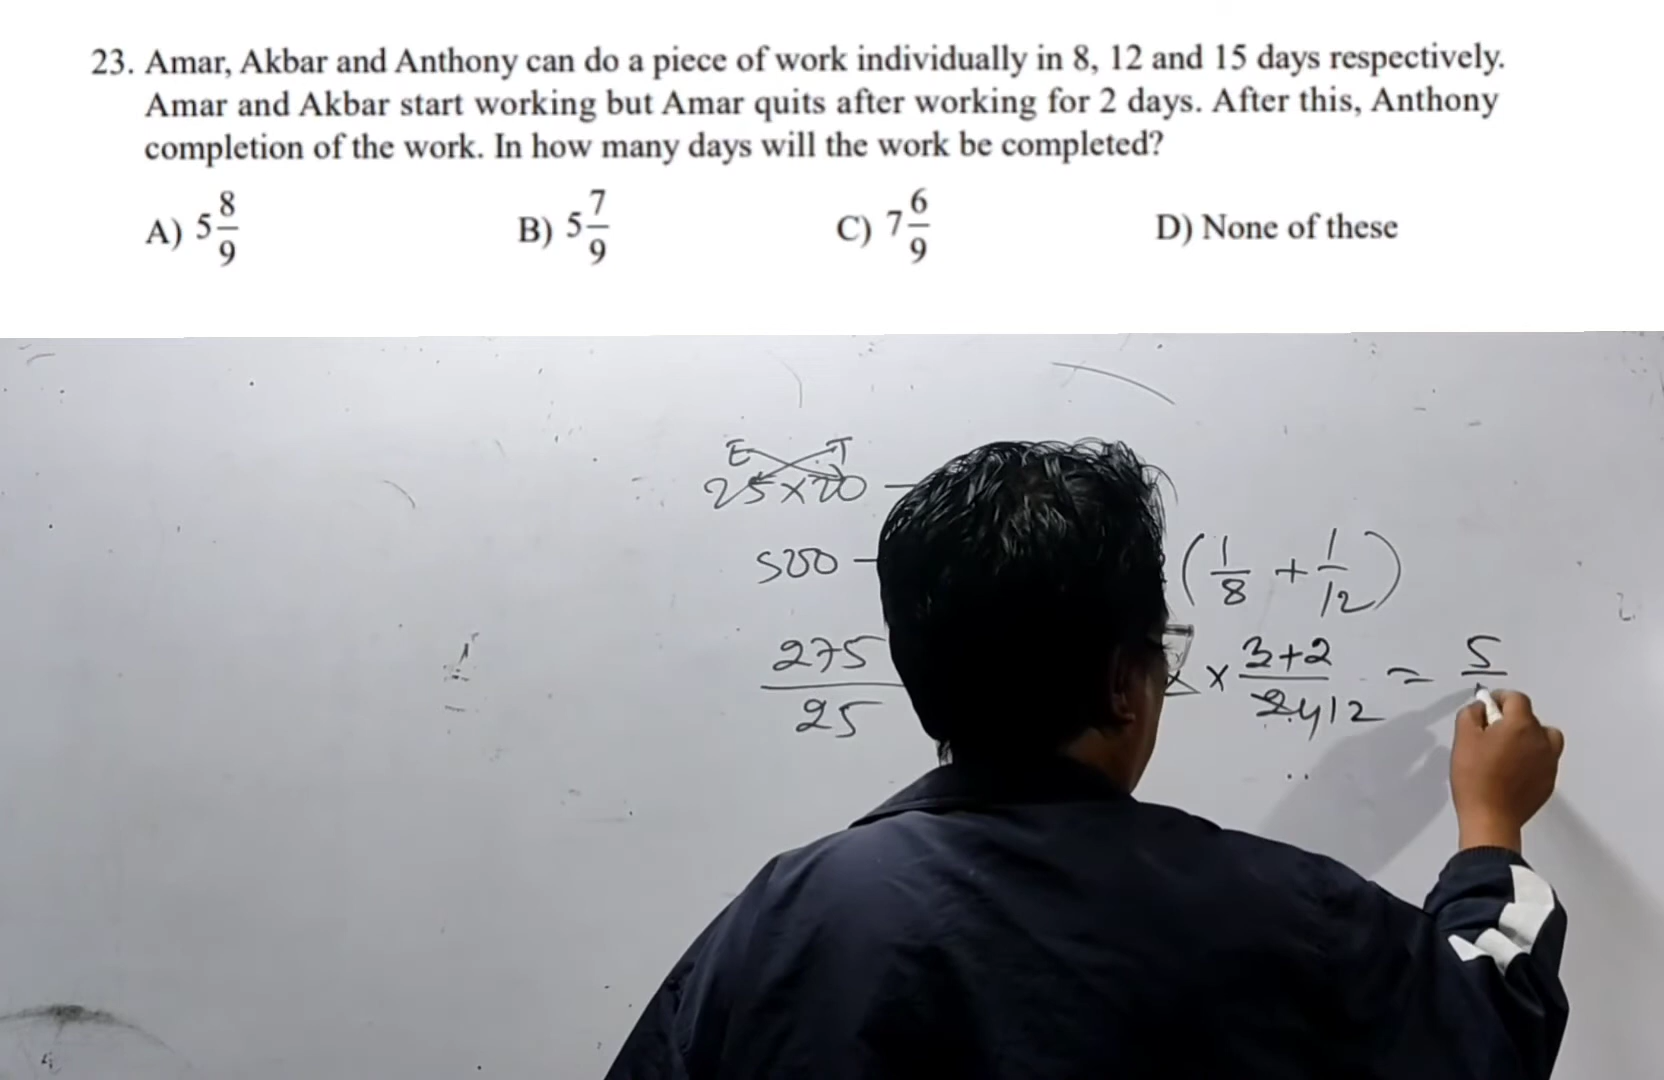 23. Amar, Akbar and Anthony can do a piece of work individually in 8, 12 and 15 days respectively.
Amar and Akbar start working but Amar quits after working for 2 days. After this, Anthony
completion of the work. In how many days will the work be completed?
A) 5 8/9 B) 5 7/9 C) 7 6/9 D) None of these
E T
25 × 20 —
500 —
275/25
(1/8 + 1/12)
× 3+2/24 12 = 5